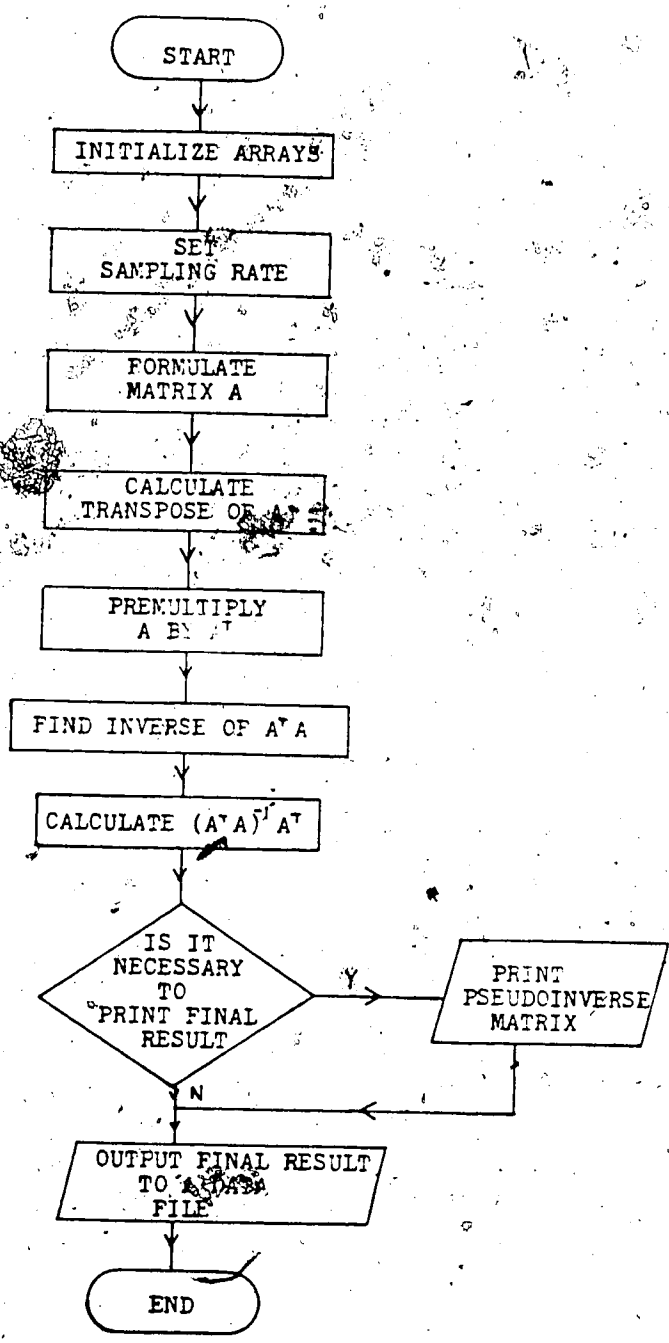 START
INITIALIZE ARRAYS
SET
SAMPLING RATE
FORMULATE
MATRIX A
CALCULATE
TRANSPOSE OF A
PREMULTIPLY
A BY Aᵀ
FIND INVERSE OF AᵀA
CALCULATE (AᵀA)⁻¹Aᵀ
IS IT
NECESSARY
TO
PRINT FINAL
RESULT
Y
PRINT
PSEUDOINVERSE
MATRIX
N
OUTPUT FINAL RESULT
TO A DATA
FILE
END